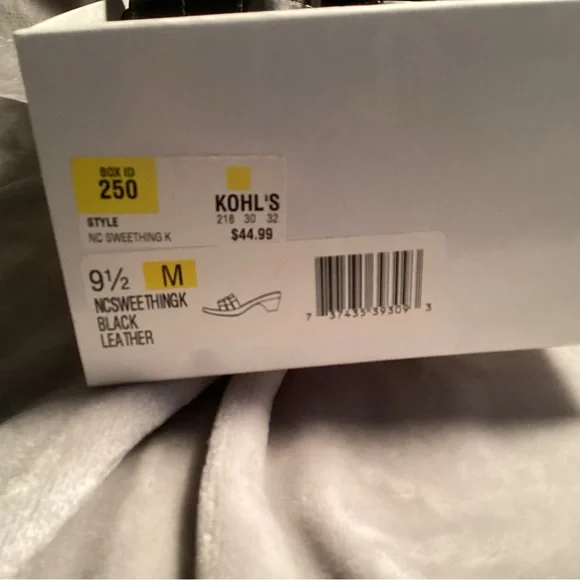 BOX ID
250
KOHL'S
218 30 32
$44.99
STYLE
NC SWEETHING K
9½ M
NCSWEETHINGK
BLACK
LEATHER
7 37435 39309 3